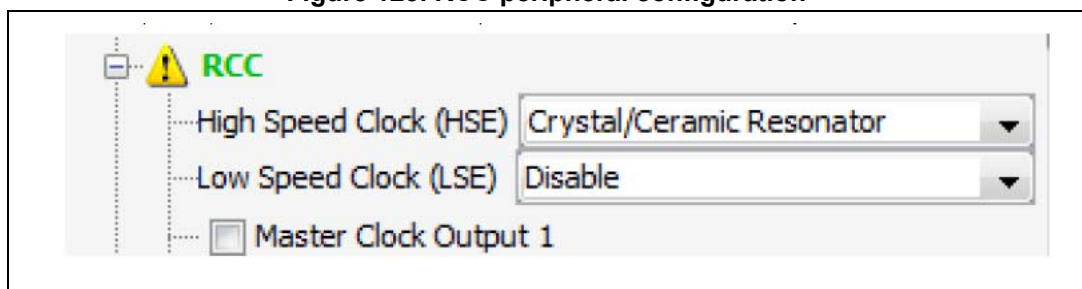 RCC
High Speed Clock (HSE) Crystal/Ceramic Resonator
Low Speed Clock (LSE) Disable
Master Clock Output 1